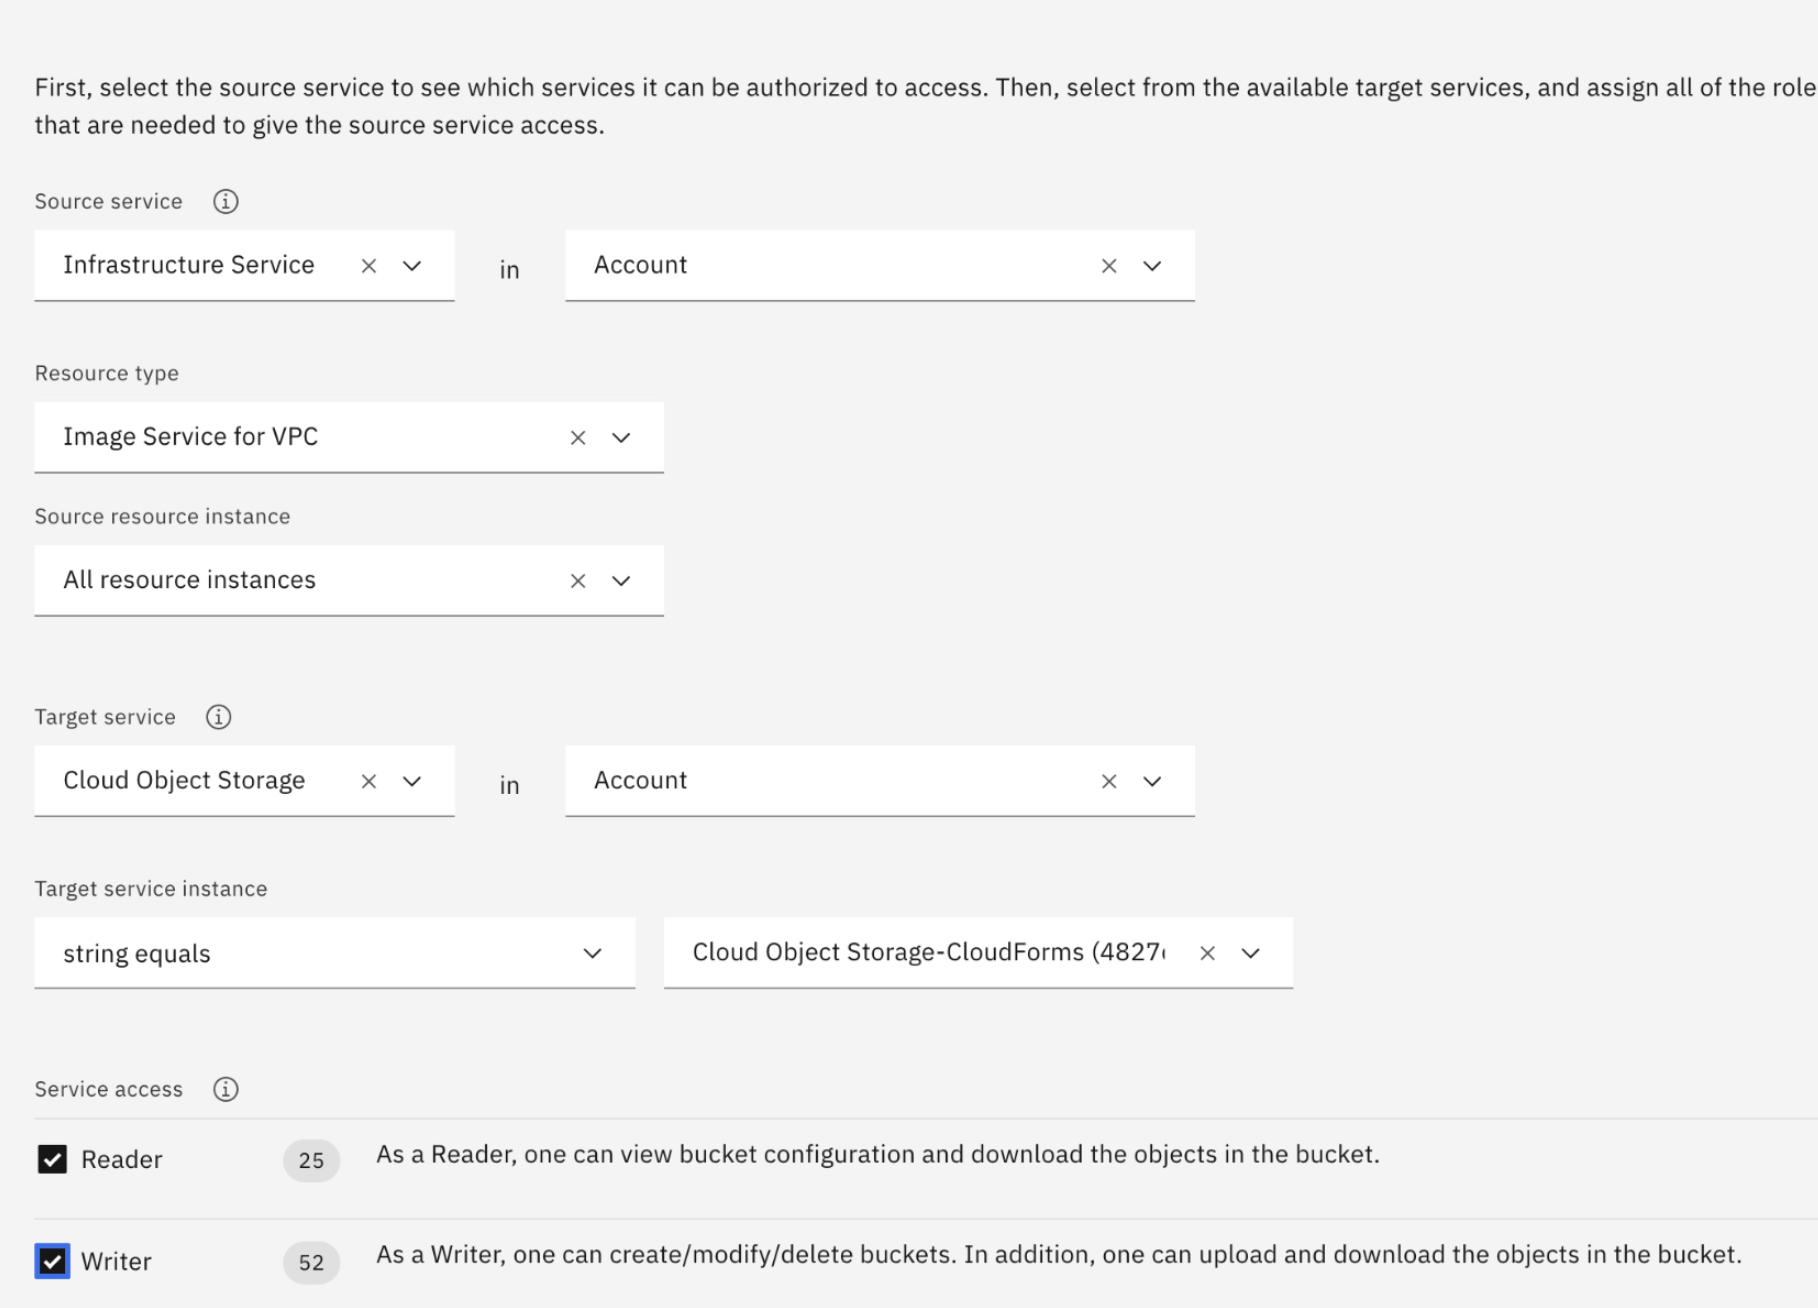 First, select the source service to see which services it can be authorized to access. Then, select from the available target services, and assign all of the role
that are needed to give the source service access.
Source service
Infrastructure Service in Account
Resource type
Image Service for VPC
Source resource instance
All resource instances
Target service
Cloud Object Storage in Account
Target service instance
string equals Cloud Object Storage-CloudForms (4827
Service access
Reader 25 As a Reader, one can view bucket configuration and download the objects in the bucket.
Writer 52 As a Writer, one can create/modify/delete buckets. In addition, one can upload and download the objects in the bucket.